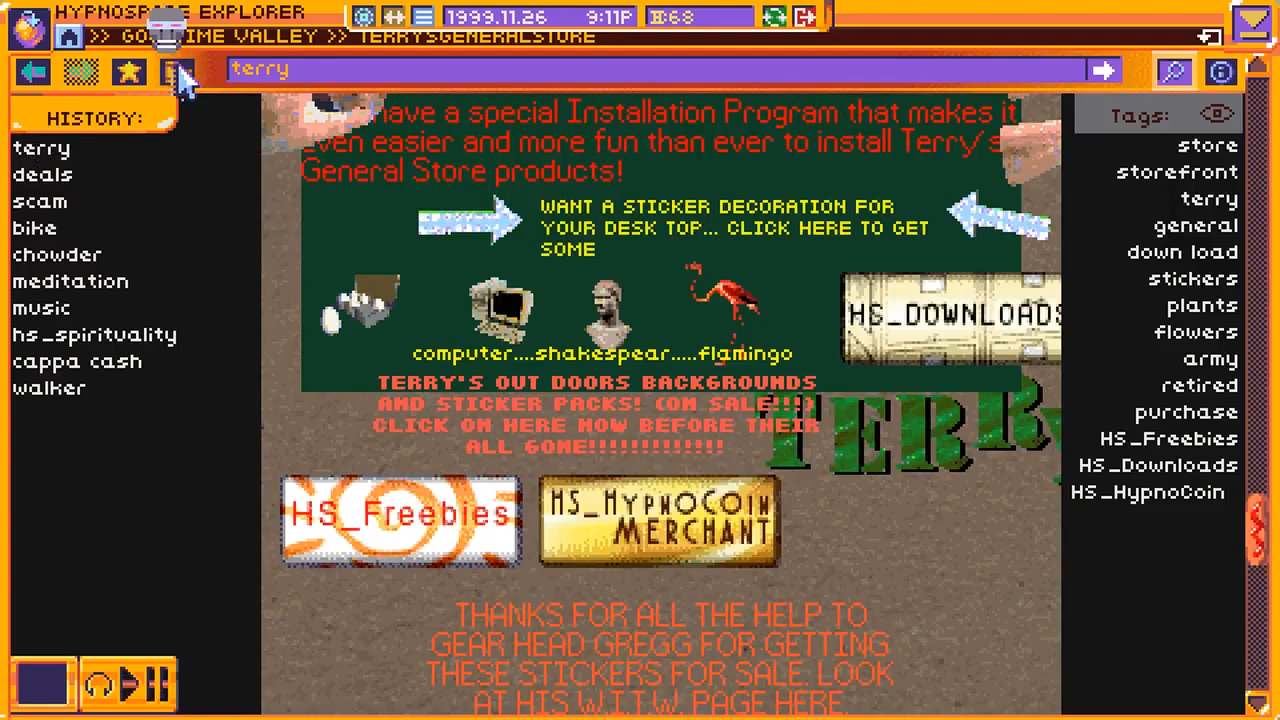 HYPNOSPACE EXPLORER
1999.11.26 9:11P 68
>> GOODTIME VALLEY >> TERRYSGENERALSTORE
terry
HISTORY:
terry
deals
scam
bike
chowder
meditation
music
hs_spirituality
cappa cash
walker
have a special Installation Program that makes it
even easier and more fun than ever to install Terry's
General Store products!
WANT A STICKER DECORATION FOR
YOUR DESK TOP... CLICK HERE TO GET
SOME
HS_DOWNLOADS
computer....shakespear.....flamingo
TERRY'S OUT DOORS BACKGROUNDS
AND STICKER PACKS! (ON SALE!!!)
CLICK ON HERE NOW BEFORE THEIR
ALL GONE!!!!!!!!!!!!!
TERRY
HS_Freebies
HS_HYPNOCOIN
MERCHANT
THANKS FOR ALL THE HELP TO
GEAR HEAD GREGG FOR GETTING
THESE STICKERS FOR SALE. LOOK
AT HIS W.I.T.W. PAGE HERE.
Tags:
store
storefront
terry
general
down load
stickers
plants
flowers
army
retired
purchase
HS_Freebies
HS_Downloads
HS_HypnoCoin